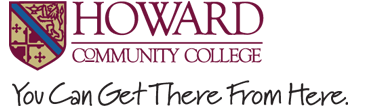 HOWARD
COMMUNITY COLLEGE
You Can Get There From Here.